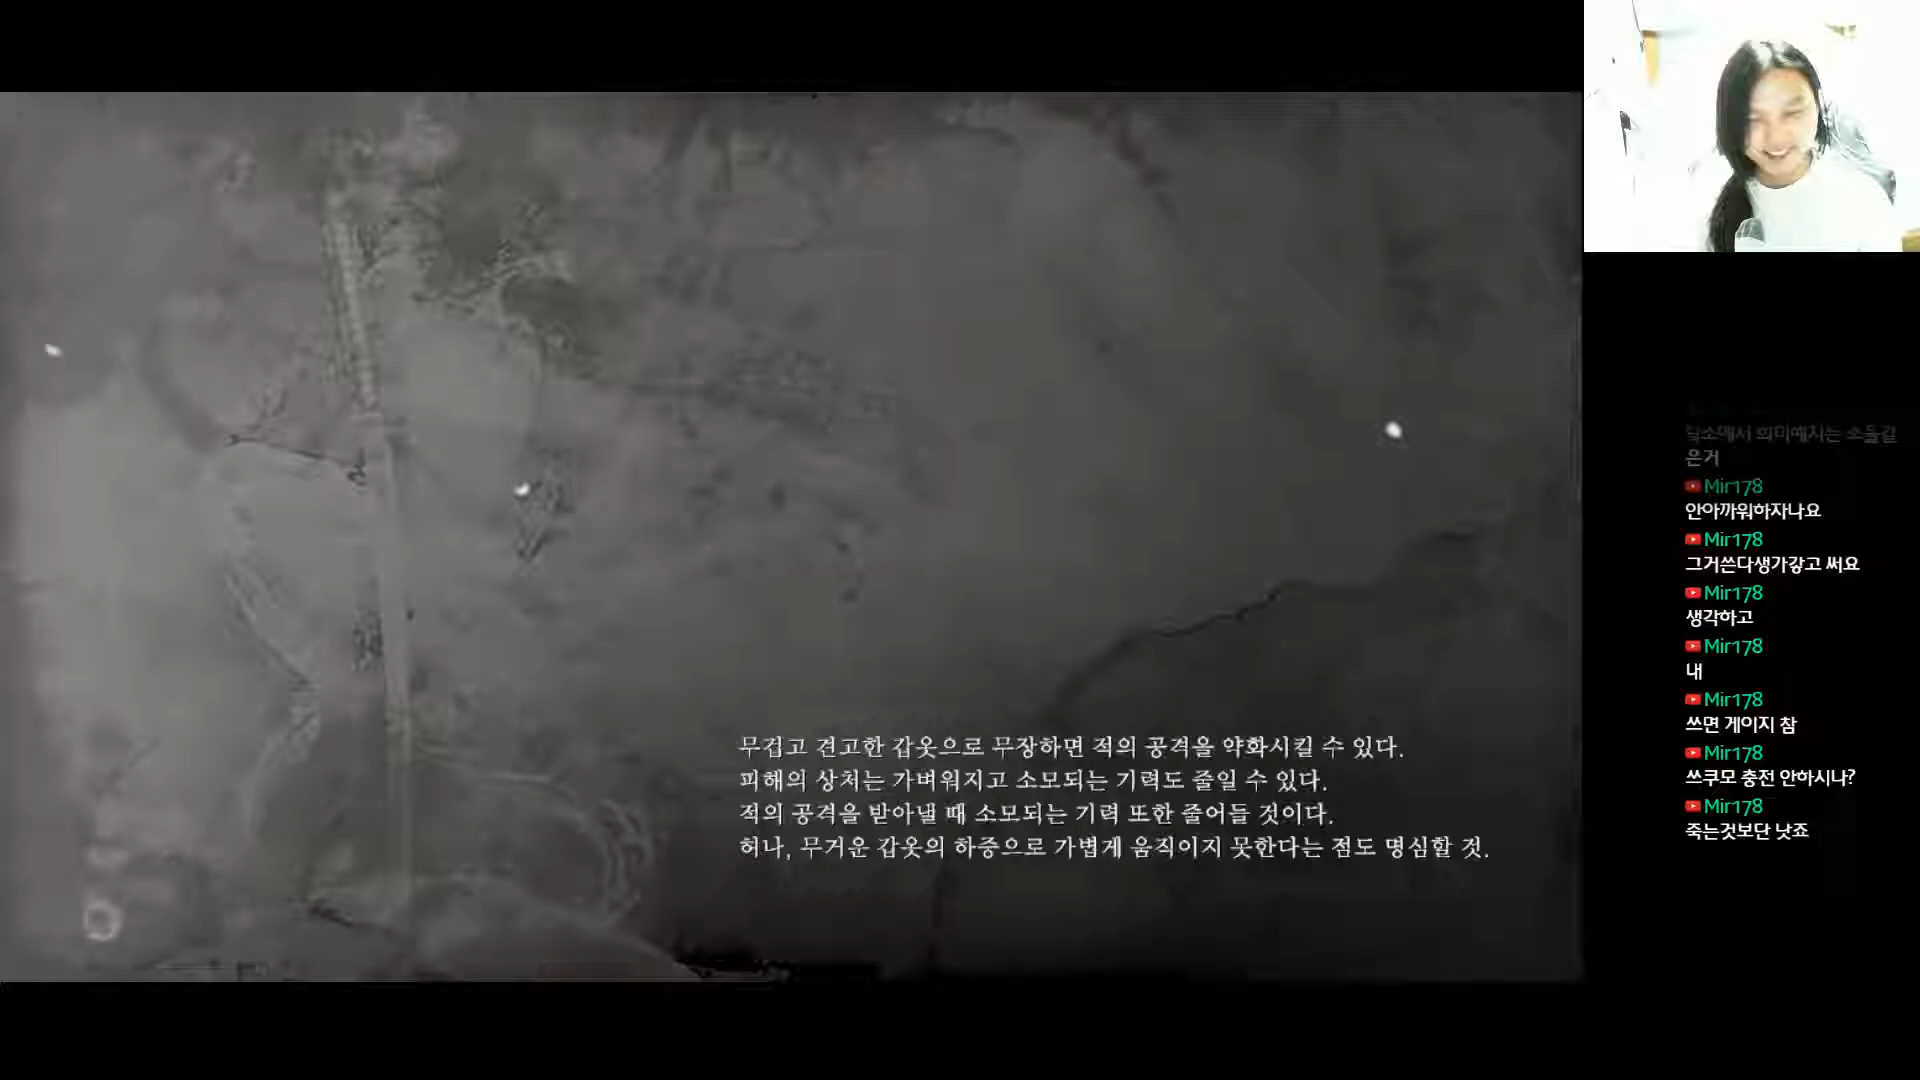 무겁고 견고한 갑옷으로 무장하면 적의 공격을 약화시킬 수 있다.
피해의 상처는 가벼워지고 소모되는 기력도 줄일 수 있다.
적의 공격을 받아낼 때 소모되는 기력 또한 줄어들 것이다.
허나, 무거운 갑옷의 하중으로 가볍게 움직이지 못한다는 점도 명심할 것.
희미해지는
은거
Mir178
안아까워하자나요
Mir178
그거쓴다생가갛고 써요
Mir178
생각하고
Mir178
내
Mir178
쓰면 게이지 참
Mir178
쓰쿠모 충전 안하시나?
Mir178
죽는것보단 낫죠